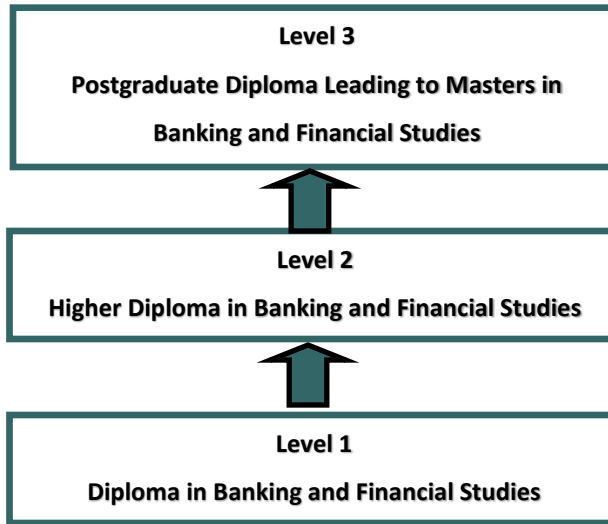 Level 3
Postgraduate Diploma Leading to Masters in
Banking and Financial Studies
Level 2
Higher Diploma in Banking and Financial Studies
Level 1
Diploma in Banking and Financial Studies